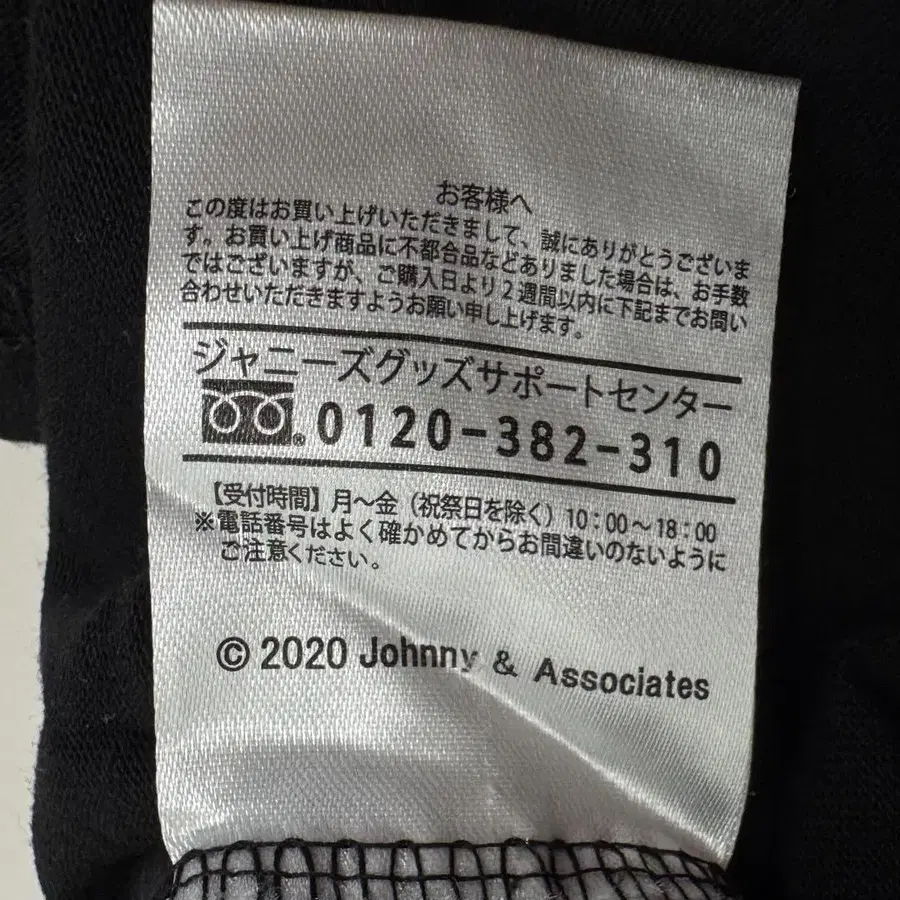 お客様へ
この度はお買い上げいただきまして、誠にありがとうございま
す。お買い上げ商品に不都合品などありました場合は、お手数
ではございますが、ご購入日より2週間以内に下記までお問い
合わせいただきますようお願い申し上げます。
ジャニーズグッズサポートセンター
0120-382-310
【受付時間】月～金（祝祭日を除く）10:00～18:00
※電話番号はよく確かめてからお間違いのないように
ご注意ください。
© 2020 Johnny & Associates